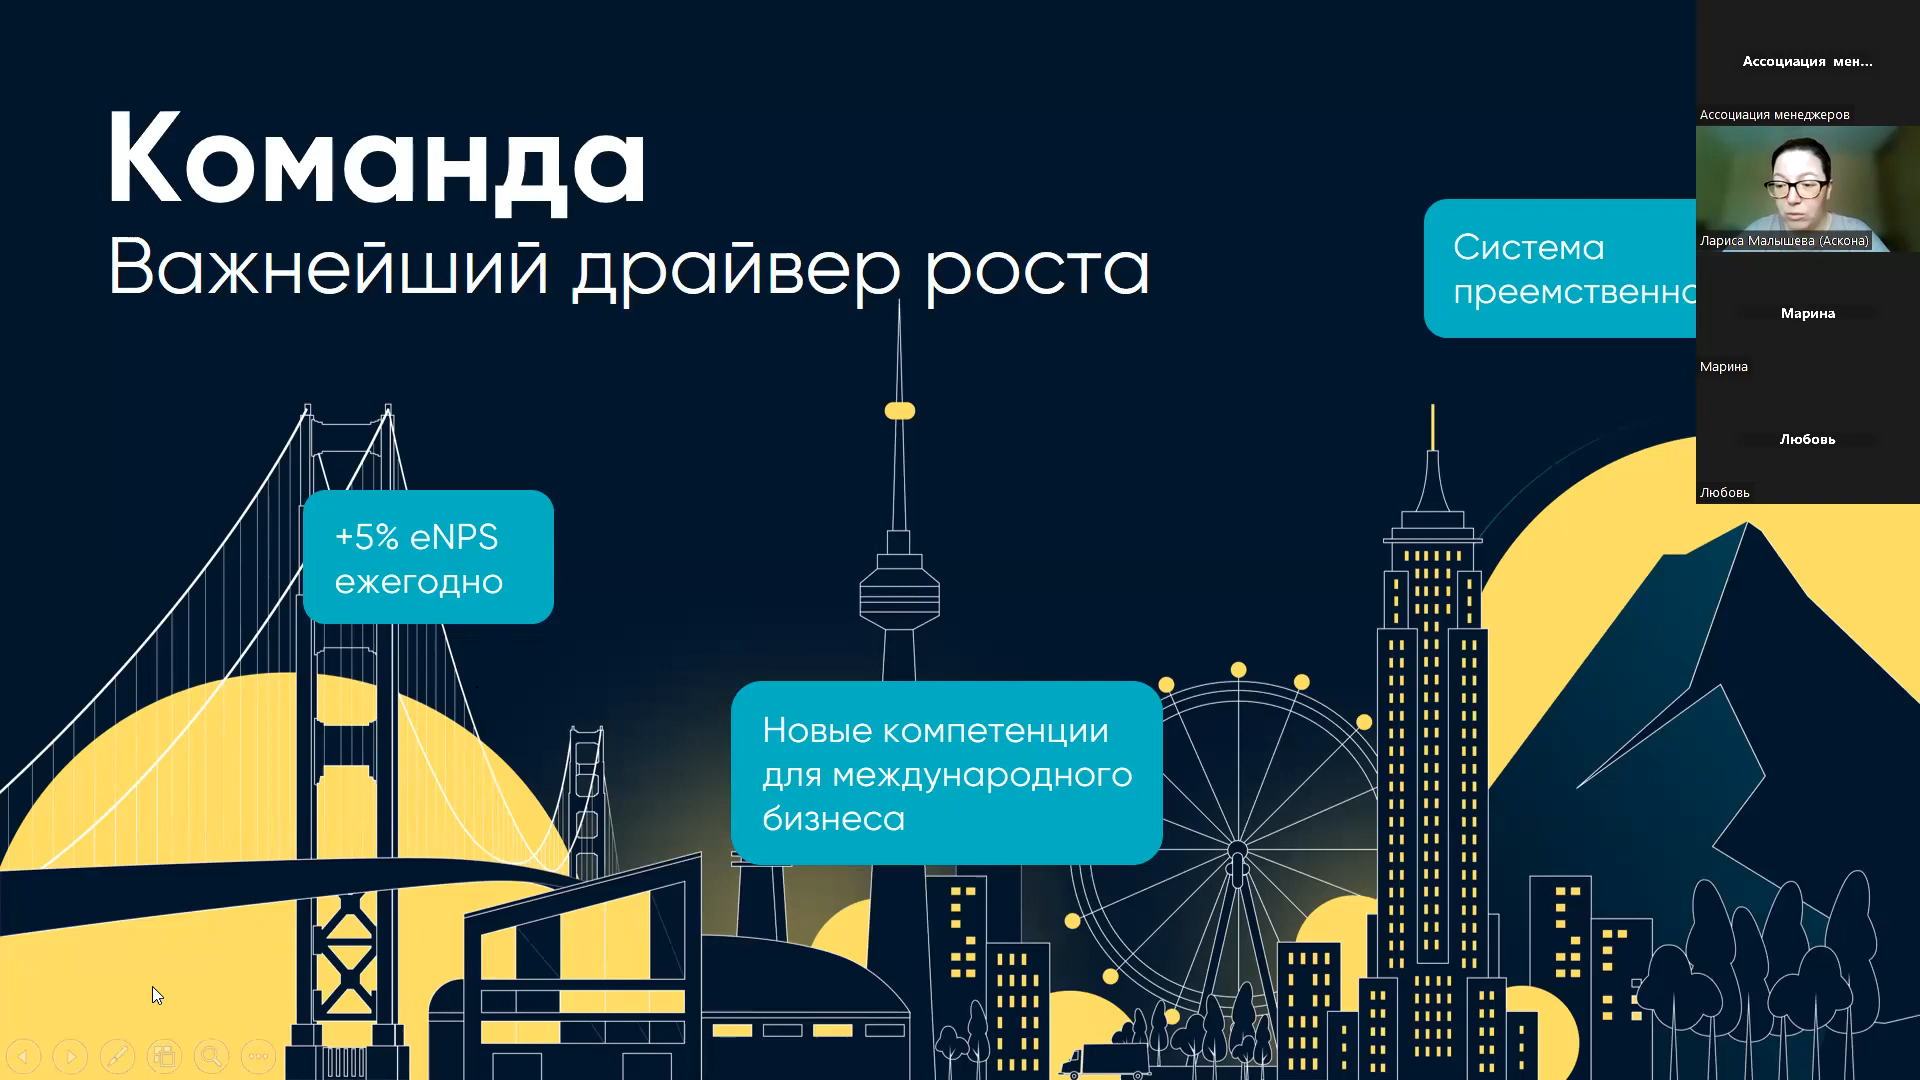 Команда
Важнейший драйвер роста
Система
+5% eNPS
ежегодно
Новые компетенции
для международного
бизнеса
Ассоциация мен...
Ассоциация менеджеров
Лариса Малышева (Аскона)
Марина
Марина
Любовь
Любовь